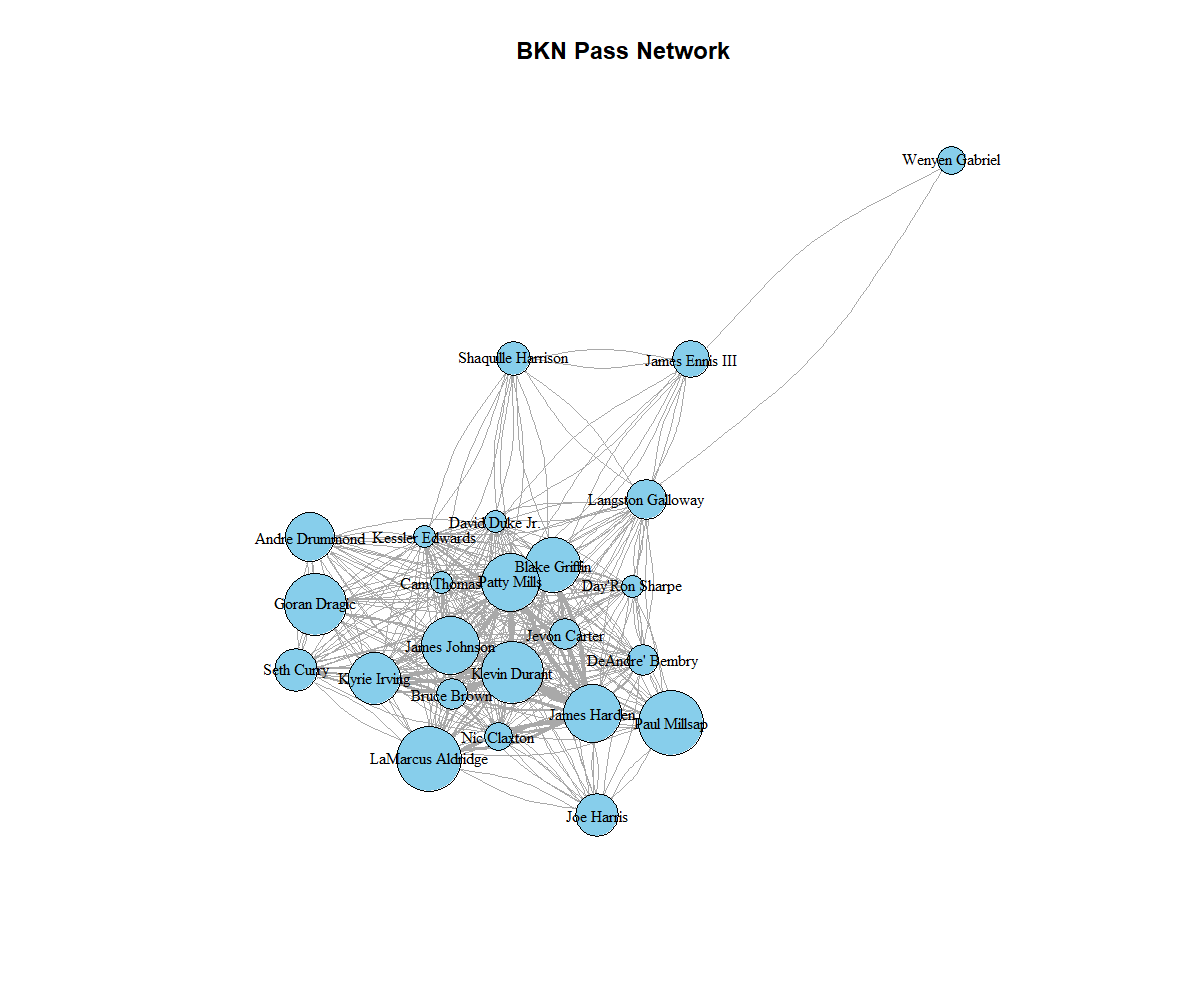 BKN Pass Network
Wenyen Gabriel
Shaquille Harrison
James Ennis III
Langston Galloway
David Duke Jr.
Kessler Edwards
Andre Drummond
Blake Griffin
Patty Mills
Cam Thomas
Day'Ron Sharpe
Goran Dragic
Jevon Carter
James Johnson
DeAndre' Bembry
Seth Curry
Kevin Durant
Kyrie Irving
Bruce Brown
James Harden
Paul Millsap
Nic Claxton
LaMarcus Aldridge
Joe Harris